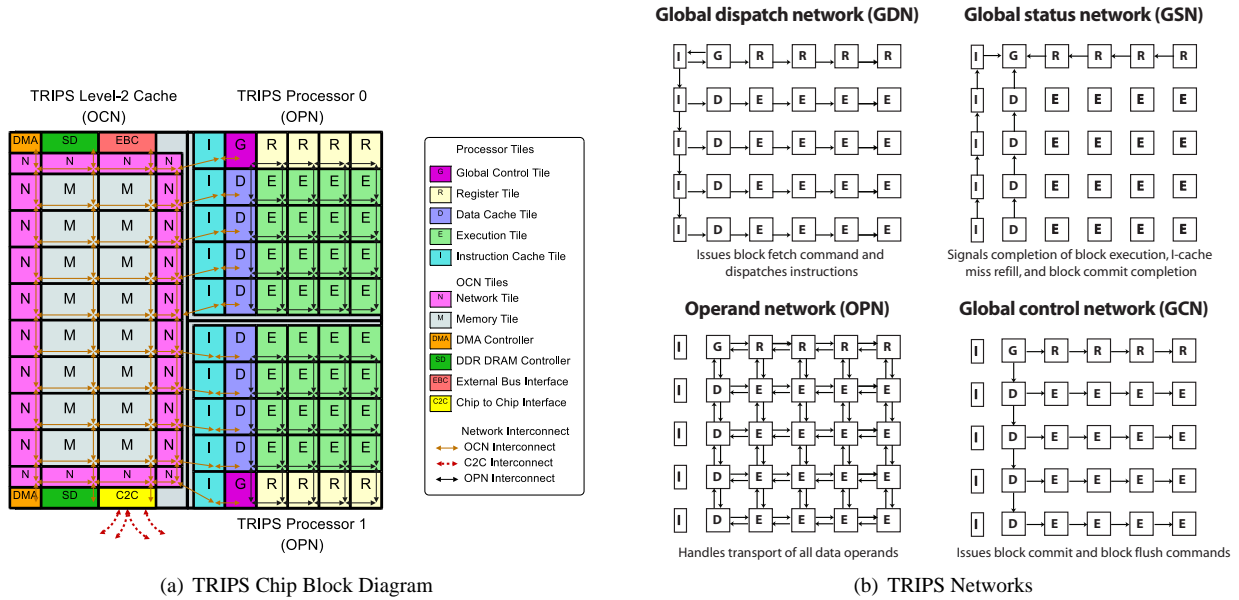 TRIPS Level-2 Cache
(OCN)
TRIPS Processor 0
(OPN)
DMA SD EBC I G R R R R
N N N N
N M M N I D E E E E
N M M N I D E E E E
N M M N I D E E E E
N M M N I D E E E E
N M M N I D E E E E
N M M N I D E E E E
N M M N I D E E E E
N M M N I D E E E E
N N N N
DMA SD C2C I G R R R R
TRIPS Processor 1
(OPN)
Processor Tiles
G Global Control Tile
R Register Tile
D Data Cache Tile
E Execution Tile
I Instruction Cache Tile
OCN Tiles
N Network Tile
M Memory Tile
DMA DMA Controller
SD DDR DRAM Controller
EBC External Bus Interface
C2C Chip to Chip Interface
Network Interconnect
OCN Interconnect
C2C Interconnect
OPN Interconnect
(a) TRIPS Chip Block Diagram
Global dispatch network (GDN)
I G R R R R
I D E E E E
I D E E E E
I D E E E E
I D E E E E
Issues block fetch command and
dispatches instructions
Global status network (GSN)
I G R R R R
I D E E E E
I D E E E E
I D E E E E
I D E E E E
Signals completion of block execution, I-cache
miss refill, and block commit completion
Operand network (OPN)
I G R R R R
I D E E E E
I D E E E E
I D E E E E
I D E E E E
Handles transport of all data operands
Global control network (GCN)
I G R R R R
I D E E E E
I D E E E E
I D E E E E
I D E E E E
Issues block commit and block flush commands
(b) TRIPS Networks